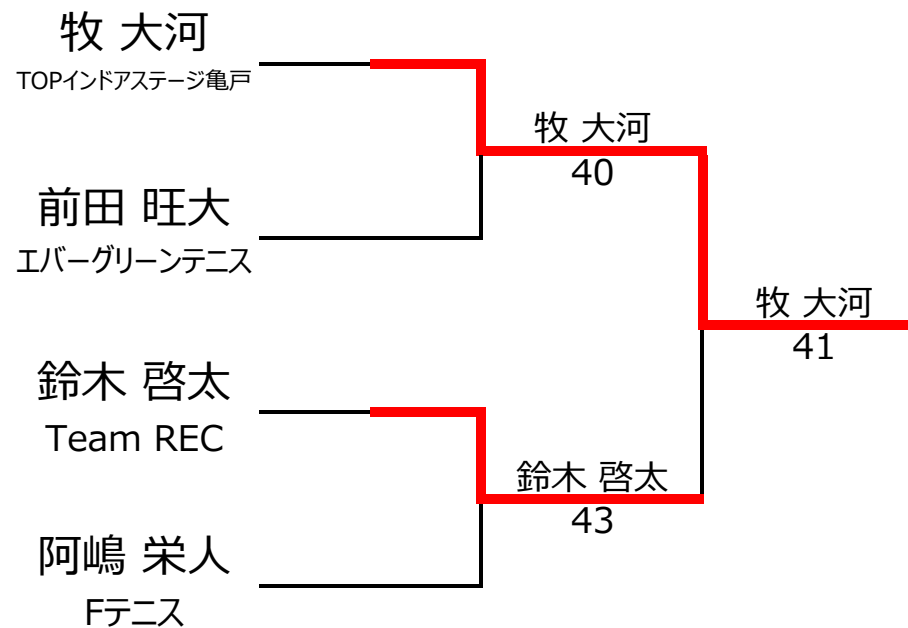 牧 大河
TOPインドアステージ亀戸
牧 大河
40
前田 旺大
エバーグリーンテニス
牧 大河
41
鈴木 啓太
Team REC
鈴木 啓太
43
阿嶋 栄人
Fテニス